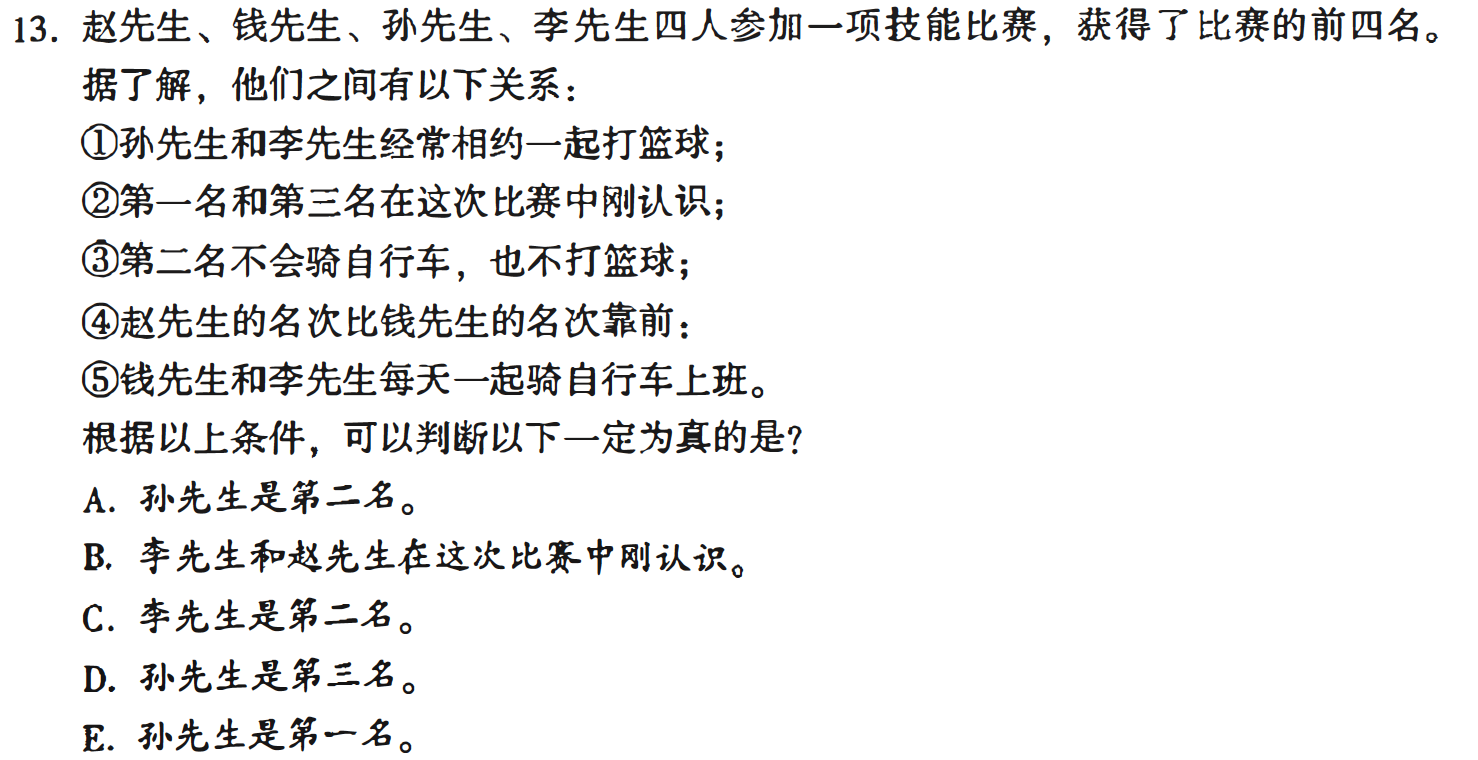 13. 赵先生、钱先生、孙先生、李先生四人参加一项技能比赛，获得了比赛的前四名。
据了解，他们之间有以下关系：
①孙先生和李先生经常相约一起打篮球；
②第一名和第三名在这次比赛中刚认识；
③第二名不会骑自行车，也不打篮球；
④赵先生的名次比钱先生的名次靠前：
⑤钱先生和李先生每天一起骑自行车上班。
根据以上条件，可以判断以下一定为真的是？
A. 孙先生是第二名。
B. 李先生和赵先生在这次比赛中刚认识。
C. 李先生是第二名。
D. 孙先生是第三名。
E. 孙先生是第一名。